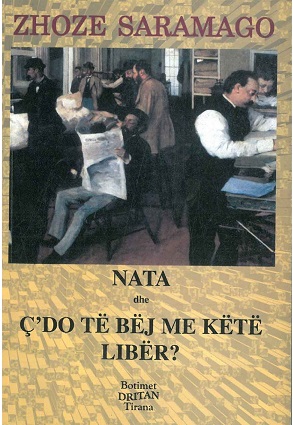 ZHOZE SARAMAGO
NATA
dhe
Ç'DO TË BËJ ME KËTË
LIBËR?
Botimet
DRITAN
Tirana